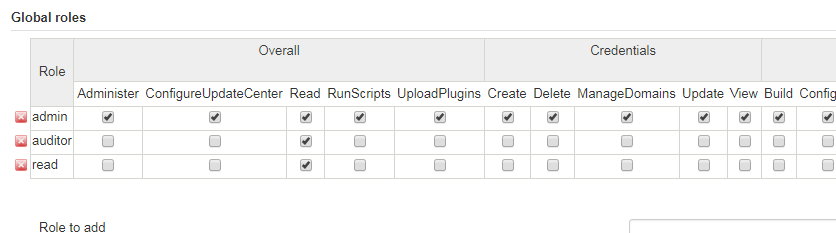 Global roles
Role Overall Credentials
Administer ConfigureUpdateCenter Read RunScripts UploadPlugins Create Delete ManageDomains Update View Build Config
admin
auditor
read
Role to add